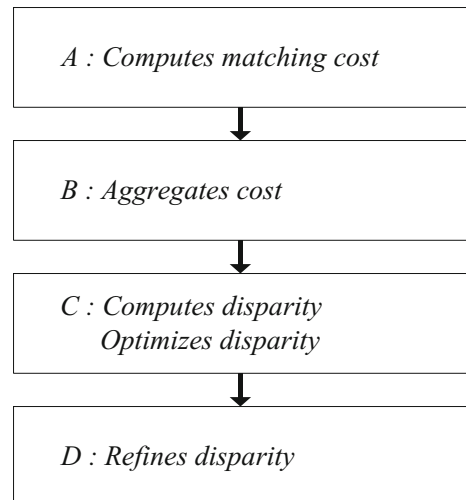 A : Computes matching cost
B : Aggregates cost
C : Computes disparity
Optimizes disparity
D : Refines disparity